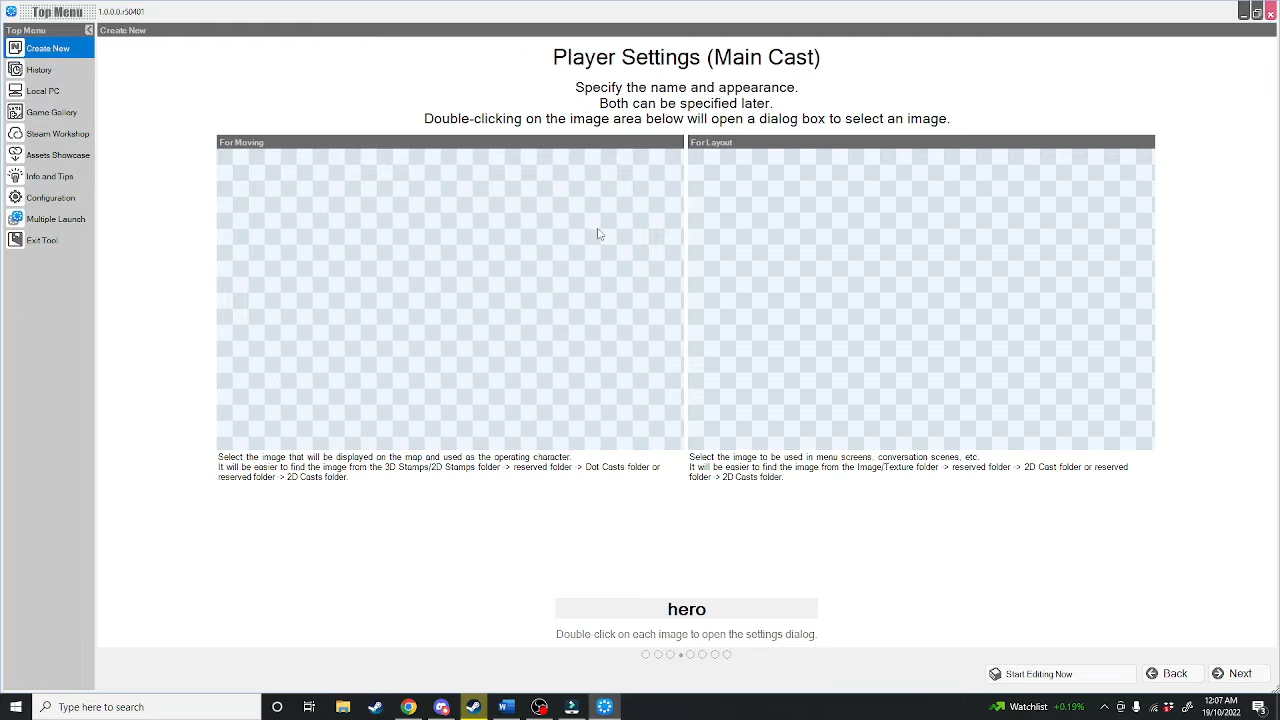 Top Menu
1.0.0.0.r50401
Top Menu
Create New
Create New
History
Local PC
Game Gallery
Steam Workshop
Assets Showcase
Info and Tips
Configuration
Multiple Launch
Exit Tool
Player Settings (Main Cast)
Specify the name and appearance.
Both can be specified later.
Double-clicking on the image area below will open a dialog box to select an image.
For Moving
Select the image that will be displayed on the map and used as the operating character.
It will be easier to find the image from the 3D Stamps/2D Stamps folder -> reserved folder -> Dot Casts folder or
reserved folder -> 2D Casts folder.
For Layout
Select the image to be used in menu screens, conversation scenes, etc.
It will be easier to find the image from the Image/Texture folder -> reserved folder -> 2D Cast folder or reserved
folder -> 2D Casts folder.
hero
Double-click on each image to open the settings dialog.
Start Editing Now
Back
Next
Type here to search
Watchlist +0.19%
12:07 AM
19/10/2022